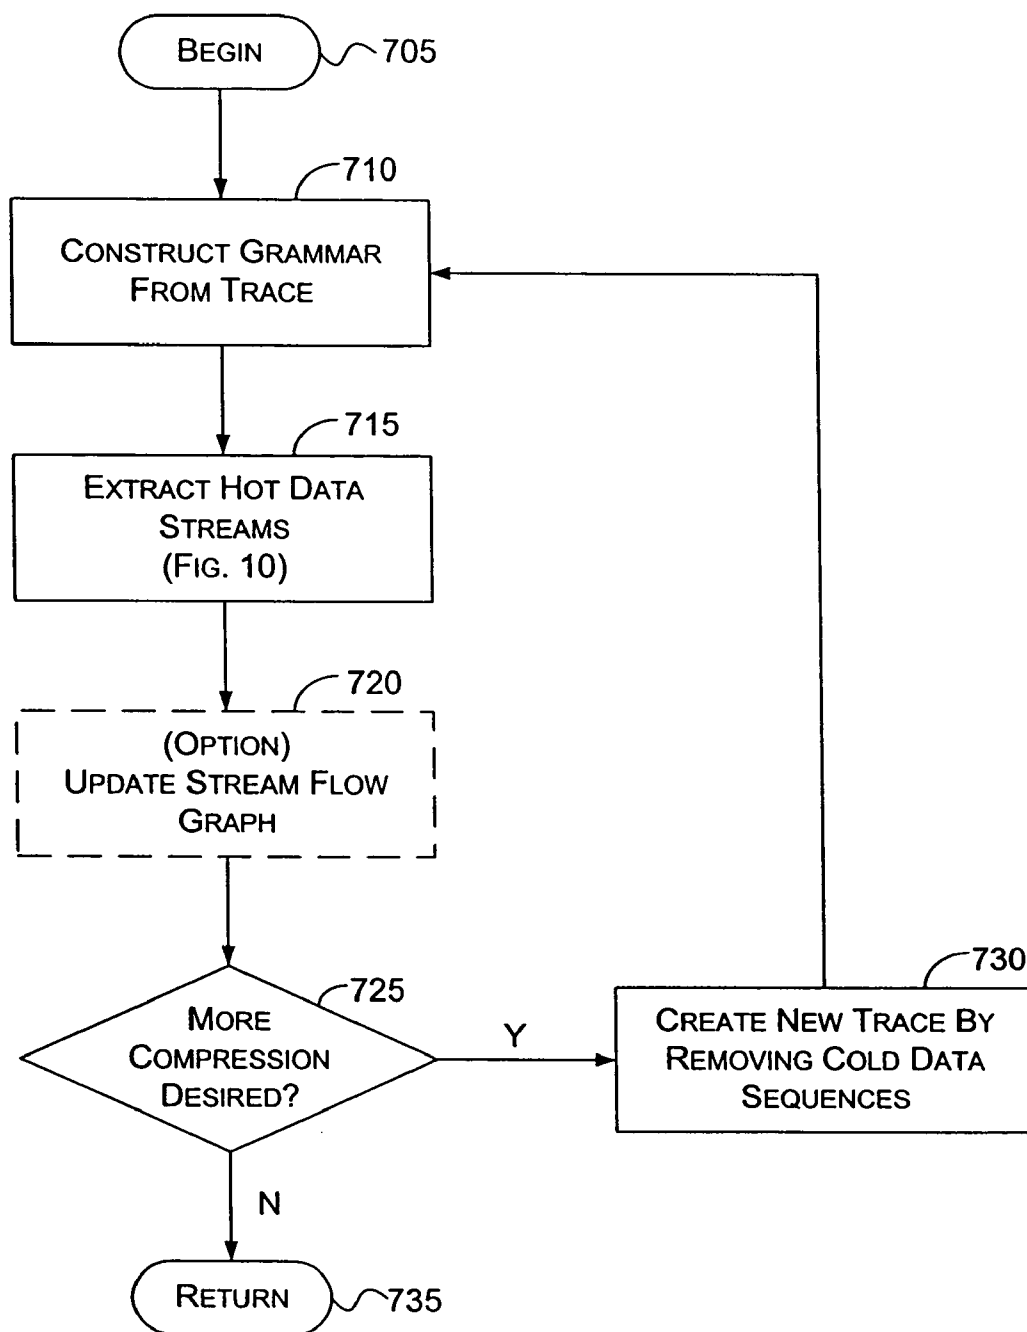 BEGIN
705
710
CONSTRUCT GRAMMAR
FROM TRACE
715
EXTRACT HOT DATA
STREAMS
(FIG. 10)
720
(OPTION)
UPDATE STREAM FLOW
GRAPH
725
MORE
COMPRESSION
DESIRED?
Y
730
CREATE NEW TRACE BY
REMOVING COLD DATA
SEQUENCES
N
RETURN
735